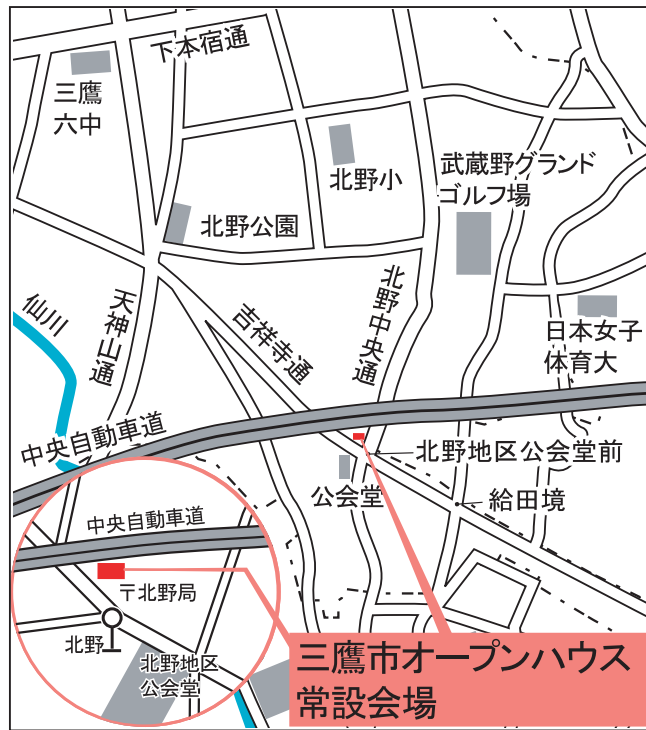 下本宿通
三鷹
六中
北野小
武蔵野グランド
ゴルフ場
北野公園
仙川
天神山通
吉祥寺通
北野中央通
日本女子
体育大
中央自動車道
北野地区公会堂前
公会堂
給田境
中央自動車道
〒北野局
北野
北野地区
公会堂
三鷹市オープンハウス
常設会場